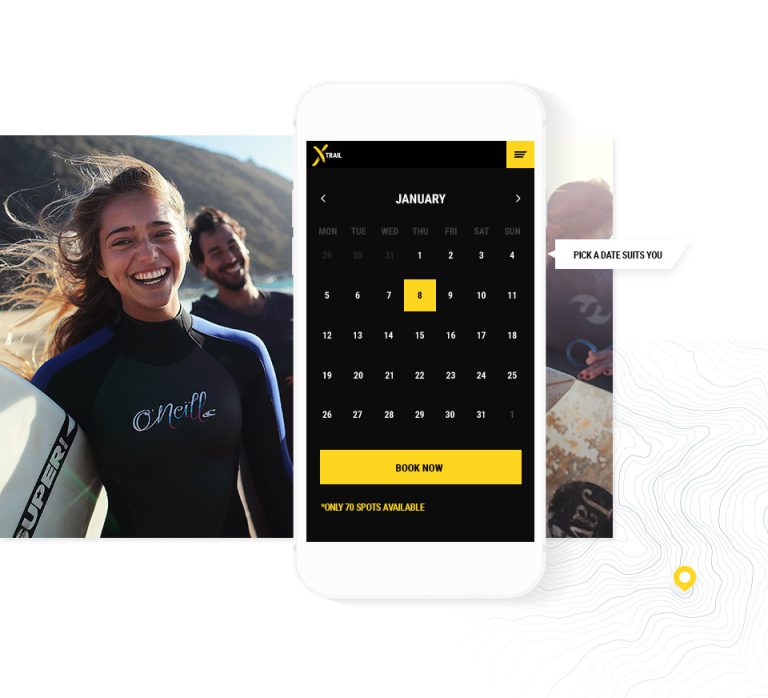 X TRAIL
JANUARY
MON TUE WED THU FRI SAT SUN
29 30 31 1 2 3 4
PICK A DATE SUITS YOU
5 6 7 8 9 10 11
12 13 14 15 16 17 18
19 20 21 22 23 24 25
26 27 28 29 30 31 1
BOOK NOW
*ONLY 70 SPOTS AVAILABLE
O'Neill
SUPER!
Jav